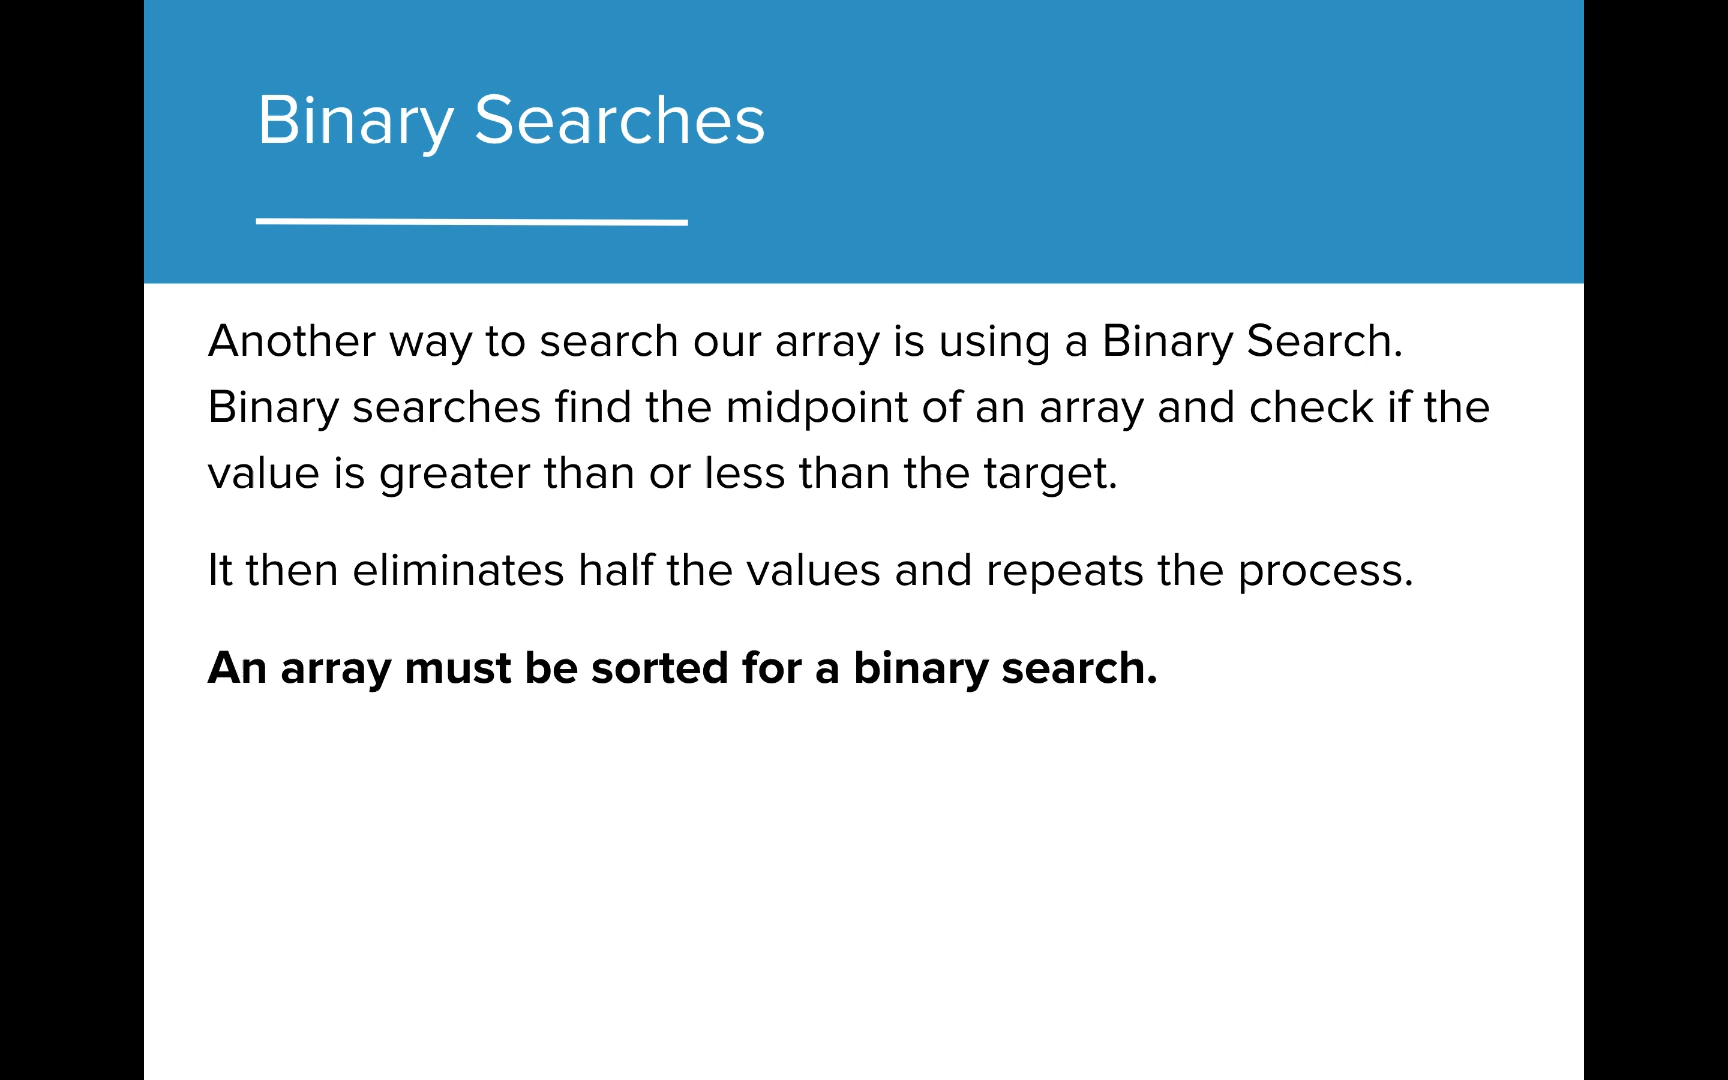 Binary Searches
Another way to search our array is using a Binary Search.
Binary searches find the midpoint of an array and check if the
value is greater than or less than the target.
It then eliminates half the values and repeats the process.
An array must be sorted for a binary search.